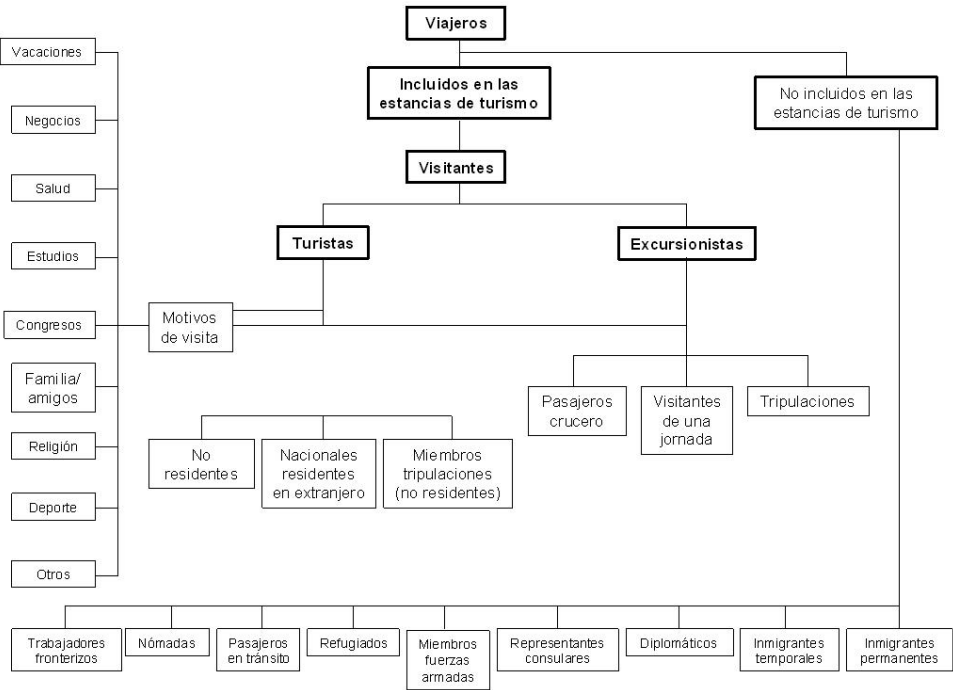 Viajeros
Incluidos en las
estancias de turismo
No incluidos en las
estancias de turismo
Visitantes
Turistas
Excursionistas
Vacaciones
Negocios
Salud
Estudios
Congresos
Familia/
amigos
Religión
Deporte
Otros
Motivos
de visita
Pasajeros
crucero
Visitantes
de una
jornada
Tripulaciones
No
residentes
Nacionales
residentes
en extranjero
Miembros
tripulaciones
(no residentes)
Trabajadores
fronterizos
Nómadas
Pasajeros
en tránsito
Refugiados
Miembros
fuerzas
armadas
Representantes
consulares
Diplomáticos
Inmigrantes
temporales
Inmigrantes
permanentes